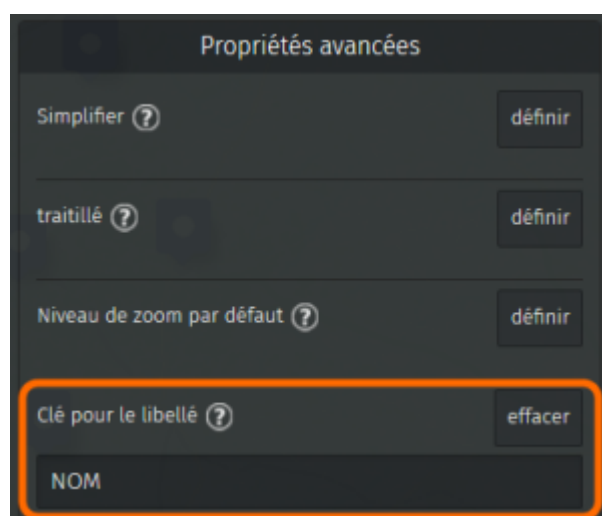 Propriétés avancées
Simplifier ? définir
traitillé ? définir
Niveau de zoom par défaut ? définir
Clé pour le libellé ? effacer
NOM